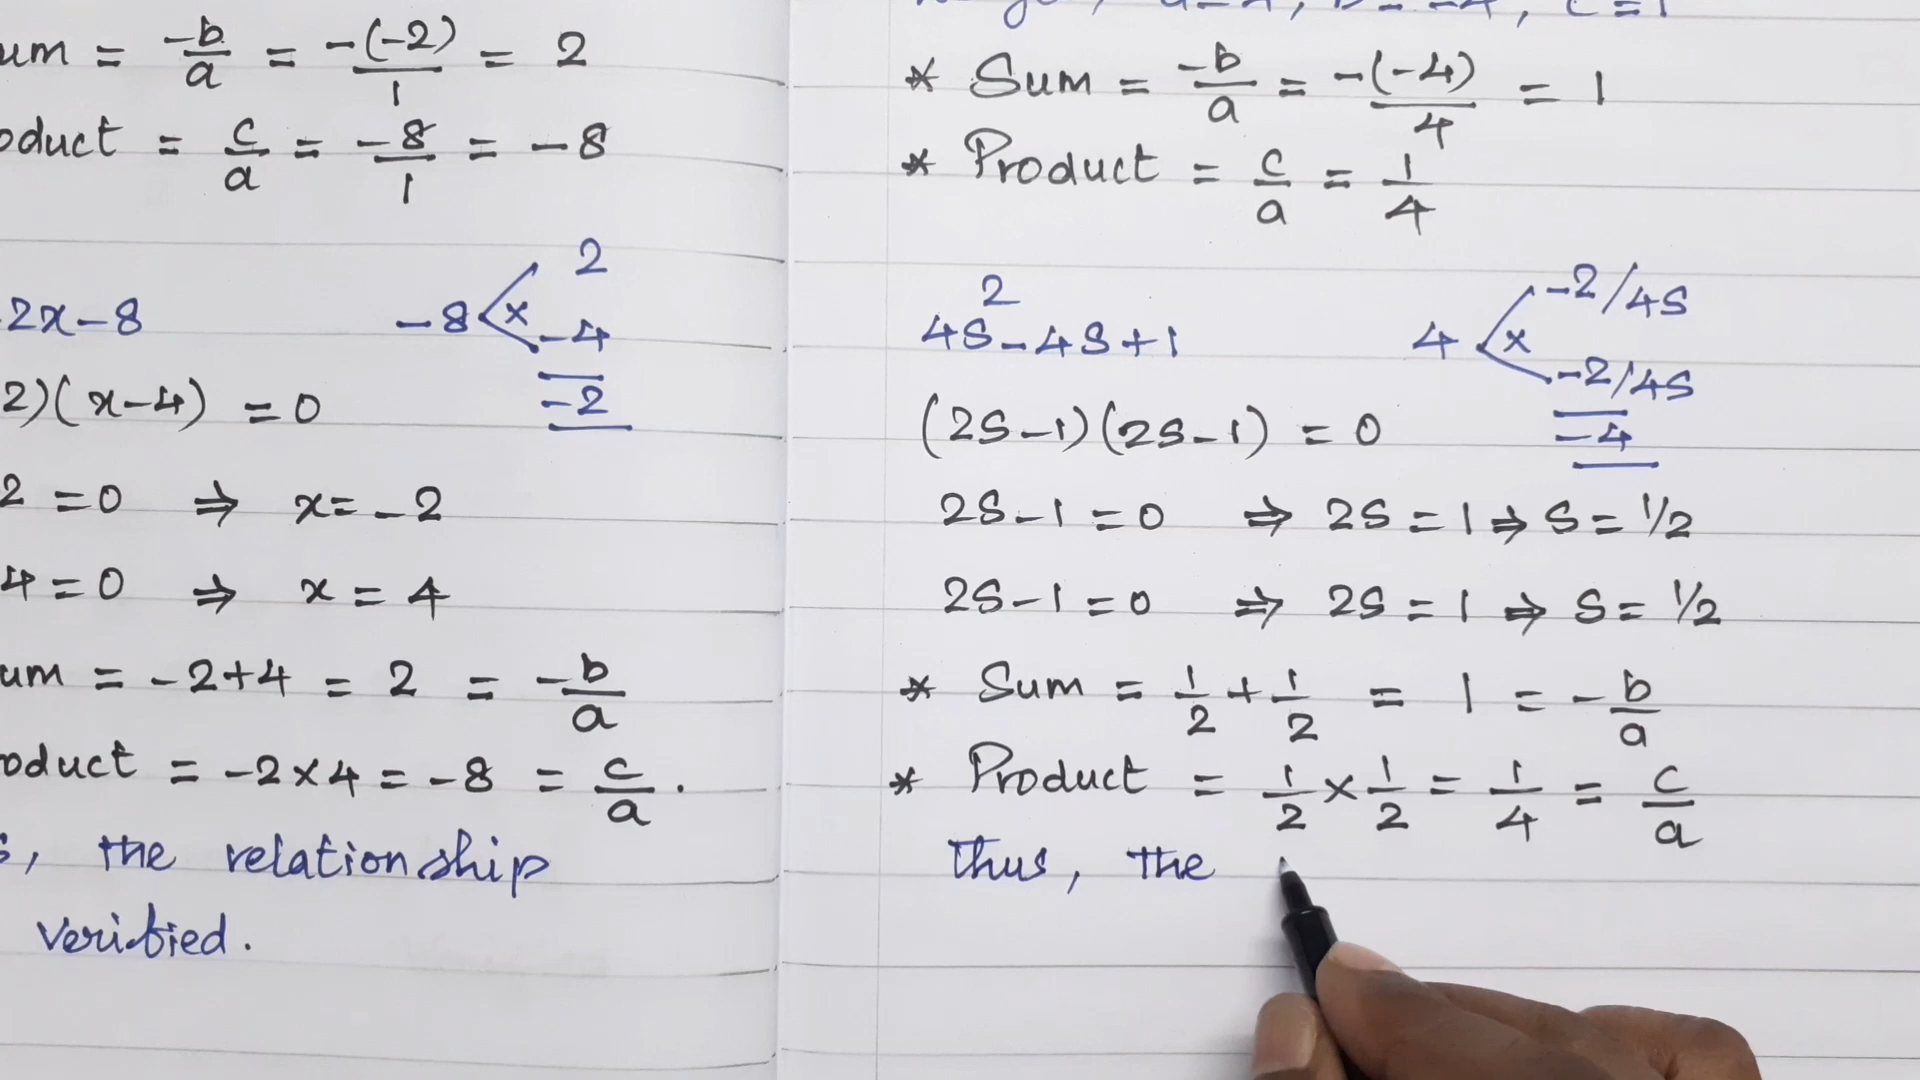 um = -b/a = -(-2)/1 = 2
oduct = c/a = -8/1 = -8
2x-8
-8 < x 2
-4
-2
2)(x-4) = 0
2 = 0 ⇒ x = -2
4 = 0 ⇒ x = 4
um = -2+4 = 2 = -b/a
oduct = -2×4 = -8 = c/a.
s, the relationship
verified.
* Sum = -b/a = -(-4)/4 = 1
* Product = c/a = 1/4
4S²-4S+1
4 < x -2/4S
-2/4S
-4
(2S-1)(2S-1) = 0
2S-1 = 0 ⇒ 2S = 1 ⇒ S = 1/2
2S-1 = 0 ⇒ 2S = 1 ⇒ S = 1/2
* Sum = 1/2 + 1/2 = 1 = -b/a
* Product = 1/2 × 1/2 = 1/4 = c/a
Thus, the